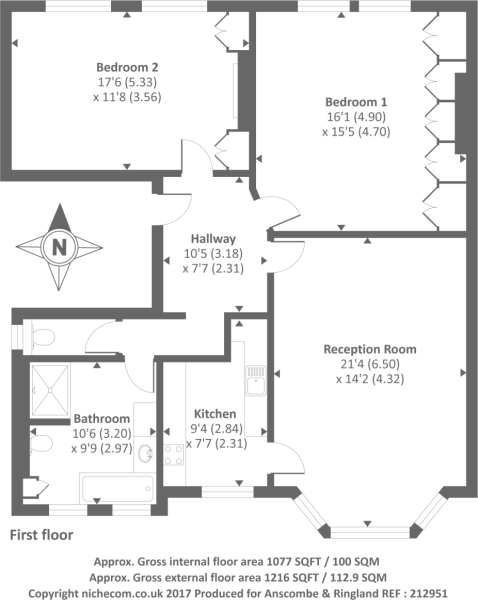 Bedroom 2
17'6 (5.33)
x 11'8 (3.56)
Bedroom 1
16'1 (4.90)
x 15'5 (4.70)
N
Hallway
10'5 (3.18)
x 7'7 (2.31)
Reception Room
21'4 (6.50)
x 14'2 (4.32)
Bathroom
10'6 (3.20)
x 9'9 (2.97)
Kitchen
9'4 (2.84)
x 7'7 (2.31)
First floor
Approx. Gross internal floor area 1077 SQFT / 100 SQM
Approx. Gross external floor area 1216 SQFT / 112.9 SQM
Copyright nichecom.co.uk 2017 Produced for Anscombe & Ringland REF : 212951